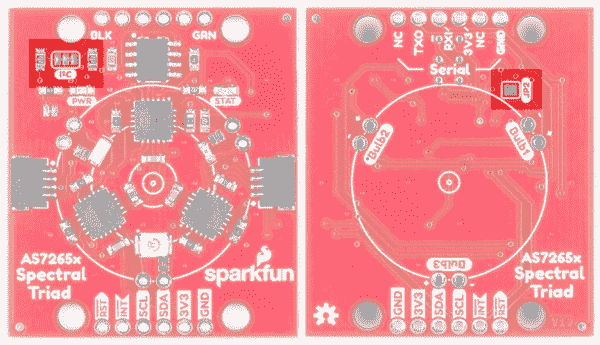 BLK
GRN
I²C
PWR
STAT
AS7265x
Spectral
Triad
sparkfun
RST
INT
SCL
SDA
3V3
GND
NC
TXO
RX1
3V3
NC
GND
Serial
JP2
Bulb2
Bulb1
Bulb3
AS7265x
Spectral
Triad
GND
3V3
SDA
SCL
INT
RST